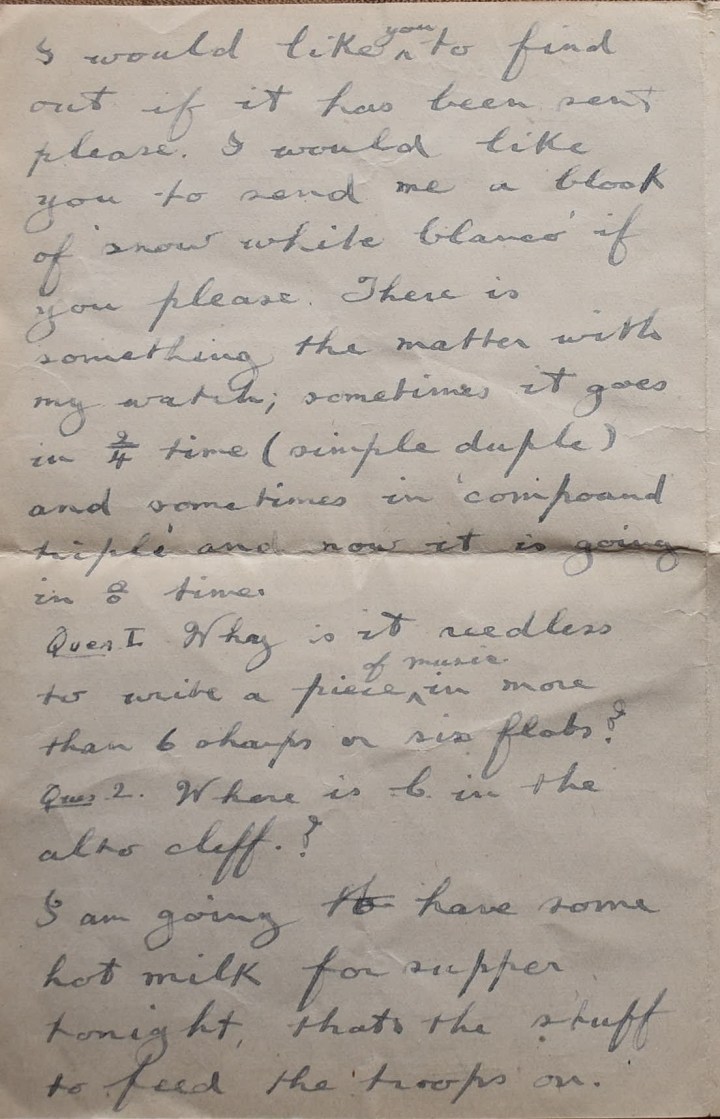 I would like you to find
out if it has been sent
please. I would like
you to send me a block
of 'snow white blanco' if
you please. There is
something the matter with
my watch; sometimes it goes
in 2/4 time (simple duple)
and sometimes in 'compound
triple' and now it is going
in time.
Ques I. Why is it needless
to write a piece of music in more
than 6 sharps or six flats?
Ques 2. Where is in the
alto cleff.?
I am going to have some
hot milk for supper
tonight, thats the stuff
to feed the troops on.